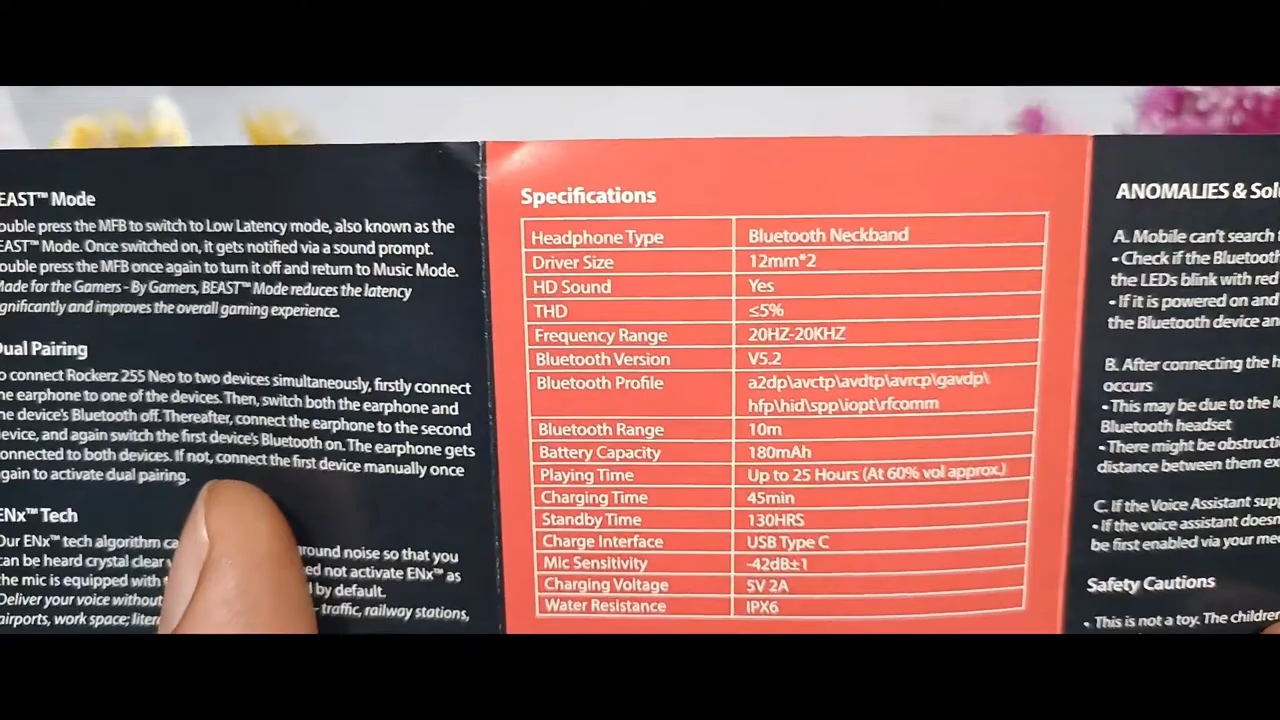 EAST™ Mode
ouble press the MFB to switch to Low Latency mode, also known as the
EAST™ Mode. Once switched on, it gets notified via a sound prompt.
ouble press the MFB once again to turn it off and return to Music Mode.
ade for the Gamers - By Gamers, BEAST™ Mode reduces the latency
gnificantly and improves the overall gaming experience.
Dual Pairing
o connect Rockerz 255 Neo to two devices simultaneously, firstly connect
he earphone to one of the devices. Then, switch both the earphone and
he device's Bluetooth off. Thereafter, connect the earphone to the second
evice, and again switch the first device's Bluetooth on. The earphone gets
onnected to both devices. If not, connect the first device manually once
gain to activate dual pairing.
ENx™ Tech
Our ENx™ tech algorithm ca round noise so that you
can be heard crystal clear ed not activate ENx™ as
the mic is equipped with l by default.
Deliver your voice without - traffic, railway stations,
airports, work space; liter
Specifications
Headphone Type Bluetooth Neckband
Driver Size 12mm*2
HD Sound Yes
THD ≤5%
Frequency Range 20HZ-20KHZ
Bluetooth Version V5.2
Bluetooth Profile a2dp\avctp\avdtp\avrcp\gavdp\
hfp\hid\spp\iopt\rfcomm
Bluetooth Range 10m
Battery Capacity 180mAh
Playing Time Up to 25 Hours (At 60% vol approx.)
Charging Time 45min
Standby Time 130HRS
Charge Interface USB Type C
Mic Sensitivity -42dB±1
Charging Voltage 5V 2A
Water Resistance IPX6
ANOMALIES & Solu
A. Mobile can't search
• Check if the Bluetooth
the LEDs blink with red
• If it is powered on and
the Bluetooth device an
B. After connecting the h
occurs
• This may be due to the lo
Bluetooth headset
• There might be obstructi
distance between them ex
C. If the Voice Assistant sup
• If the voice assistant doesn
be first enabled via your me
Safety Cautions
• This is not a toy. The children